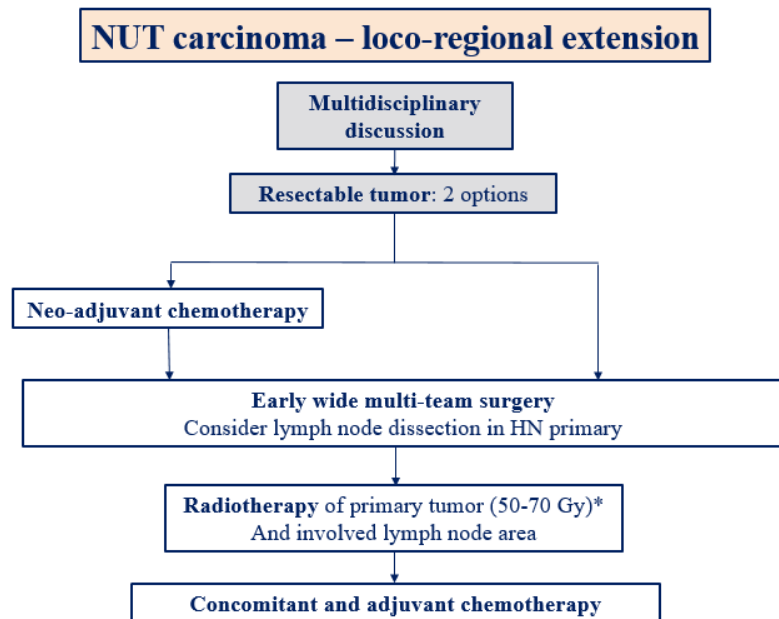 NUT carcinoma – loco-regional extension
Multidisciplinary
discussion
Resectable tumor: 2 options
Neo-adjuvant chemotherapy
Early wide multi-team surgery
Consider lymph node dissection in HN primary
Radiotherapy of primary tumor (50-70 Gy)*
And involved lymph node area
Concomitant and adjuvant chemotherapy